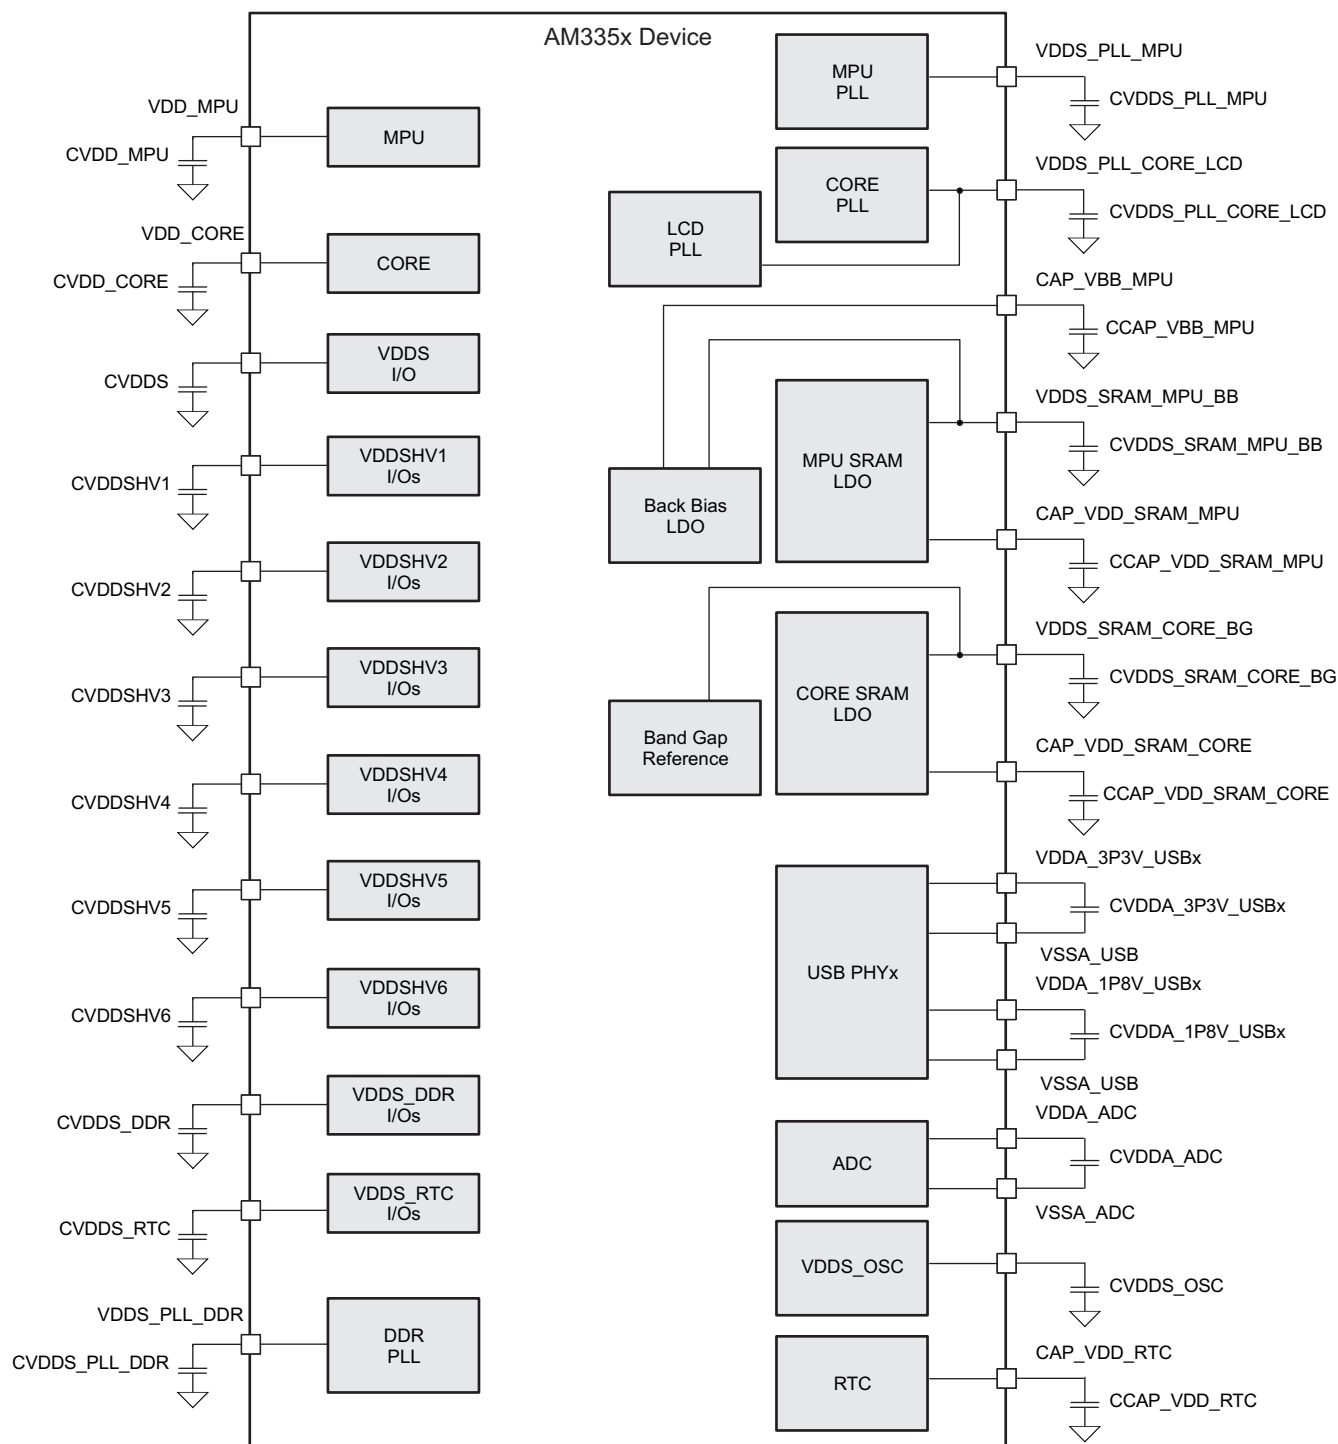 AM335x Device
VDD_MPU
CVDD_MPU
MPU
VDD_CORE
CVDD_CORE
CORE
CVDDS
VDDS
I/O
CVDDSHV1
VDDSHV1
I/Os
CVDDSHV2
VDDSHV2
I/Os
CVDDSHV3
VDDSHV3
I/Os
CVDDSHV4
VDDSHV4
I/Os
CVDDSHV5
VDDSHV5
I/Os
CVDDSHV6
VDDSHV6
I/Os
CVDDS_DDR
VDDS_DDR
I/Os
CVDDS_RTC
VDDS_RTC
I/Os
VDDS_PLL_DDR
CVDDS_PLL_DDR
DDR
PLL
MPU
PLL
VDDS_PLL_MPU
CVDDS_PLL_MPU
CORE
PLL
LCD
PLL
VDDS_PLL_CORE_LCD
CVDDS_PLL_CORE_LCD
CAP_VBB_MPU
CCAP_VBB_MPU
MPU SRAM
LDO
Back Bias
LDO
VDDS_SRAM_MPU_BB
CVDDS_SRAM_MPU_BB
CAP_VDD_SRAM_MPU
CCAP_VDD_SRAM_MPU
CORE SRAM
LDO
Band Gap
Reference
VDDS_SRAM_CORE_BG
CVDDS_SRAM_CORE_BG
CAP_VDD_SRAM_CORE
CCAP_VDD_SRAM_CORE
USB PHYx
VDDA_3P3V_USBx
CVDDA_3P3V_USBx
VSSA_USB
VDDA_1P8V_USBx
CVDDA_1P8V_USBx
VSSA_USB
ADC
VDDA_ADC
CVDDA_ADC
VSSA_ADC
VDDS_OSC
CVDDS_OSC
RTC
CAP_VDD_RTC
CCAP_VDD_RTC